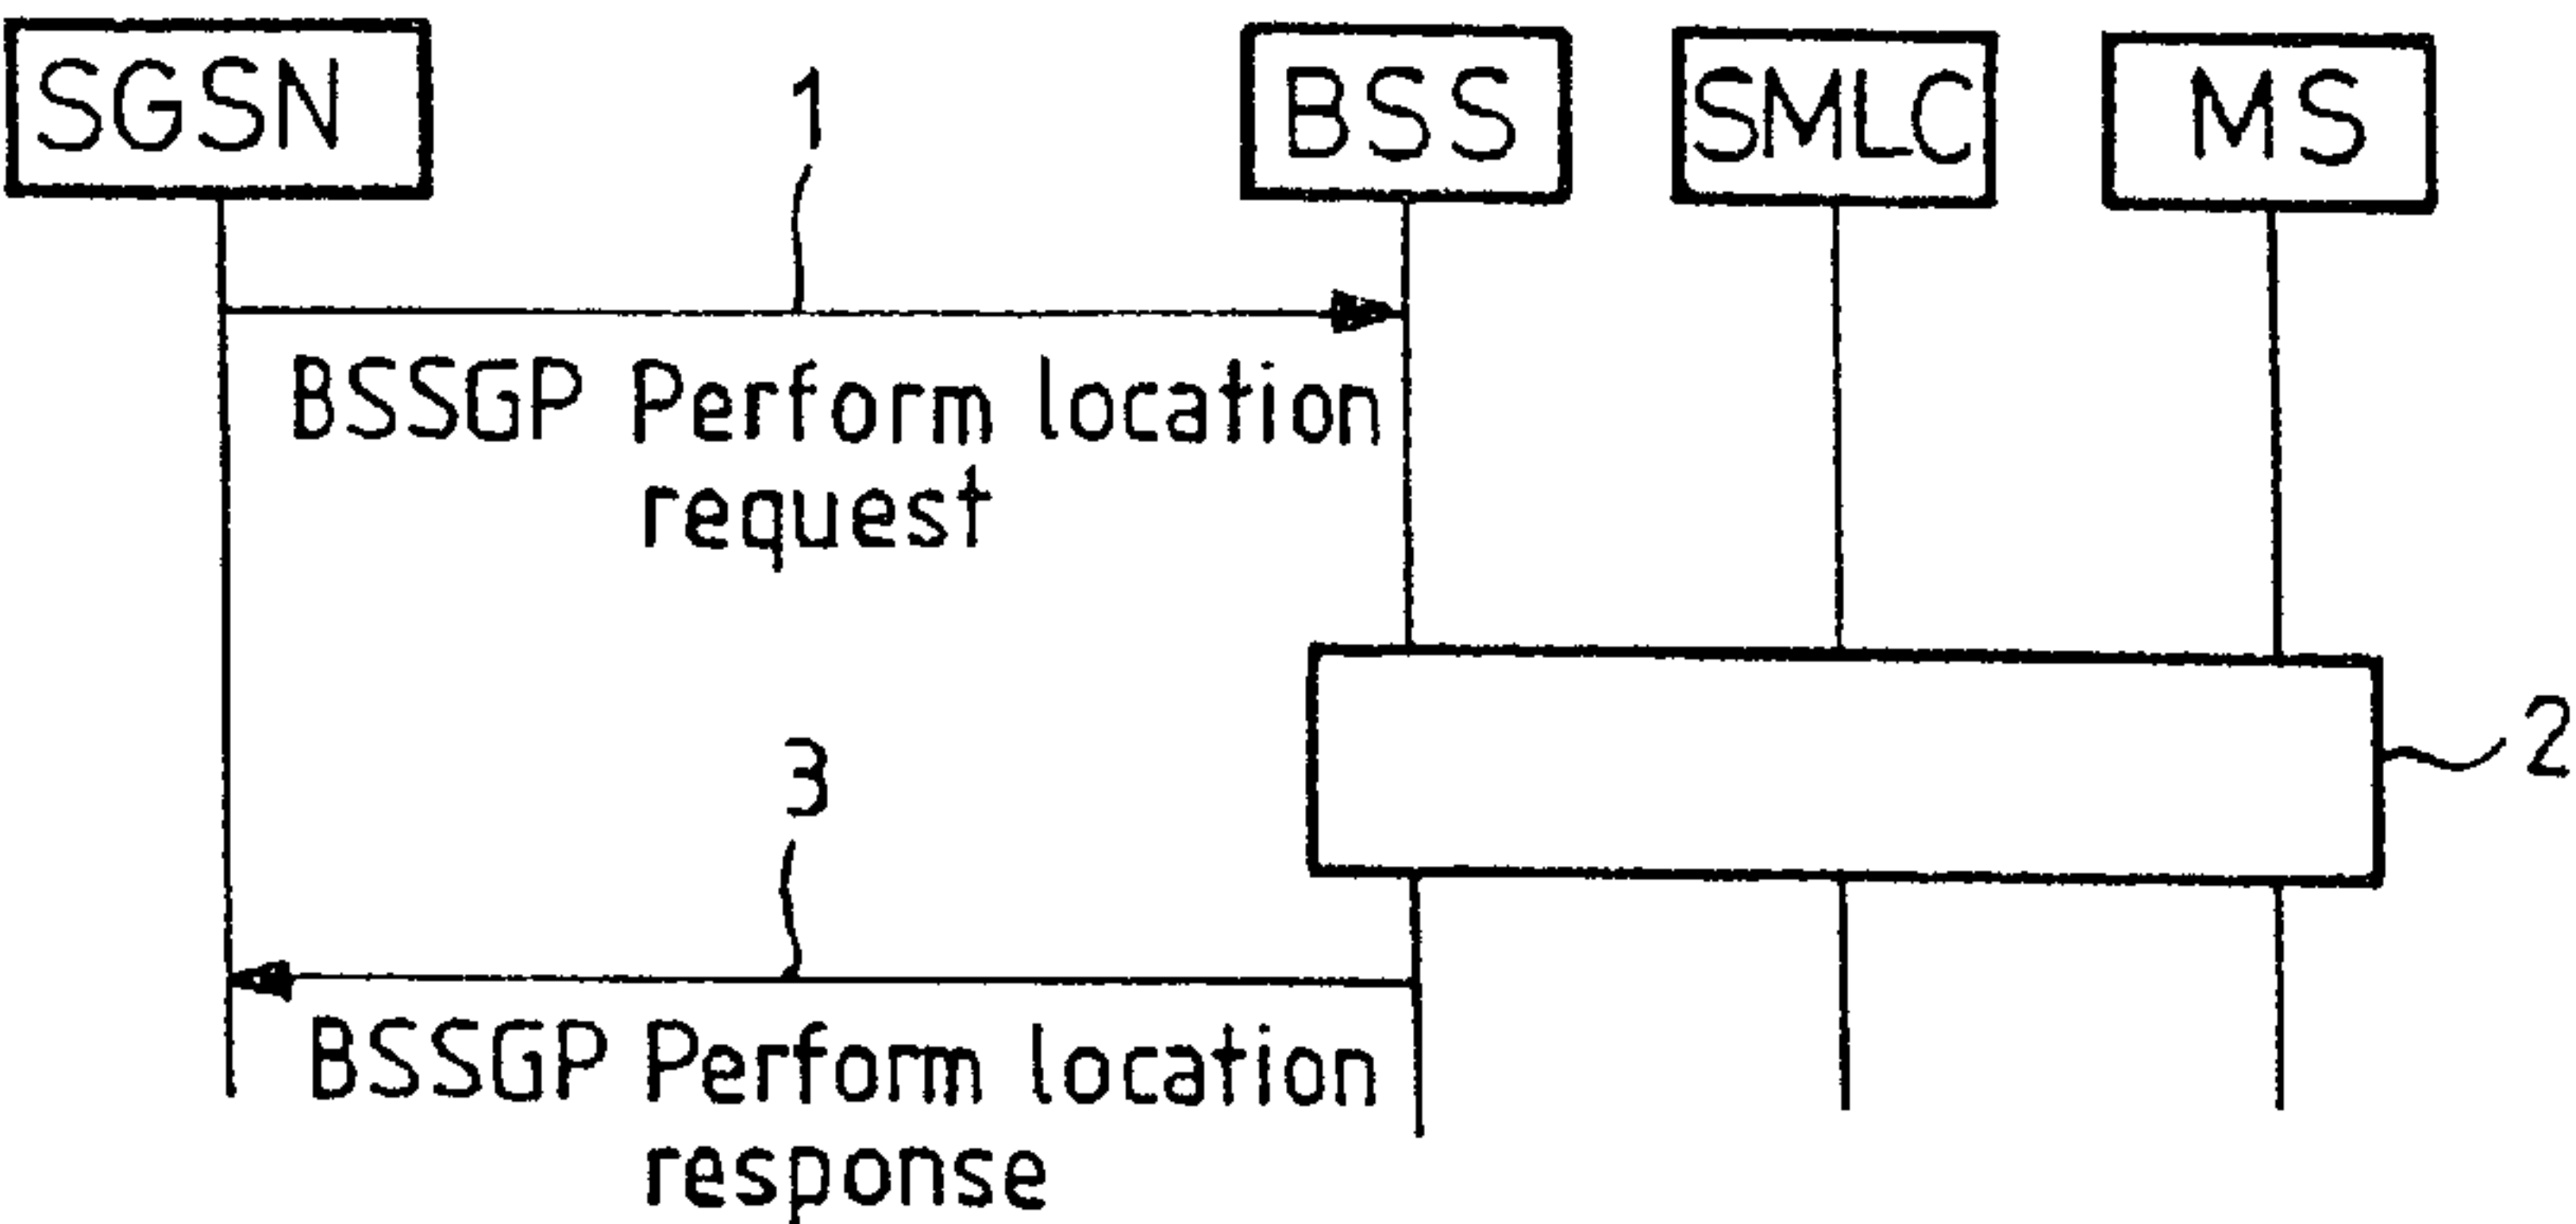 SGSN
1
BSS
SMLC
MS
BSSGP Perform location
request
2
3
BSSGP Perform location
response